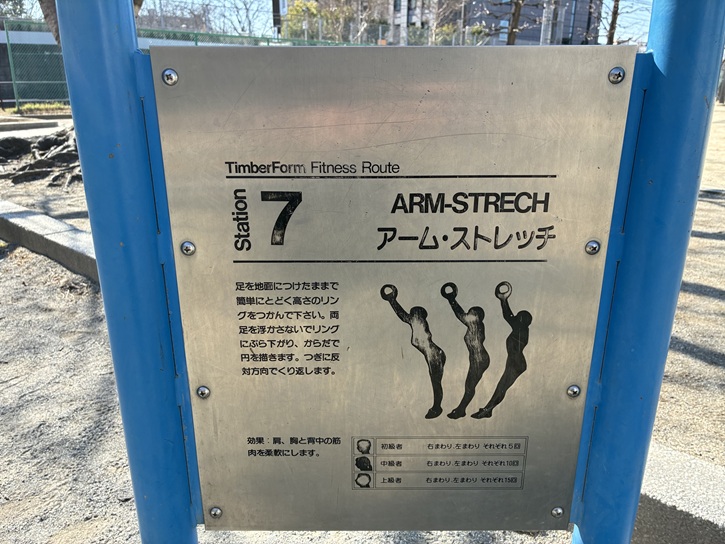 TimberForm Fitness Route
Station 7
ARM-STRECH
アーム・ストレッチ
足を地面につけたままで
簡単にとどく高さのリン
グをつかんで下さい。両
足を浮かさないでリング
にぶら下がり、からだで
円を描きます。つぎに反
対方向でくり返します。
効果：肩、胸と背中の筋
肉を柔軟にします。
初級者 右まわり.左まわり それぞれ5回
中級者 右まわり.左まわり それぞれ10回
上級者 右まわり.左まわり それぞれ15回